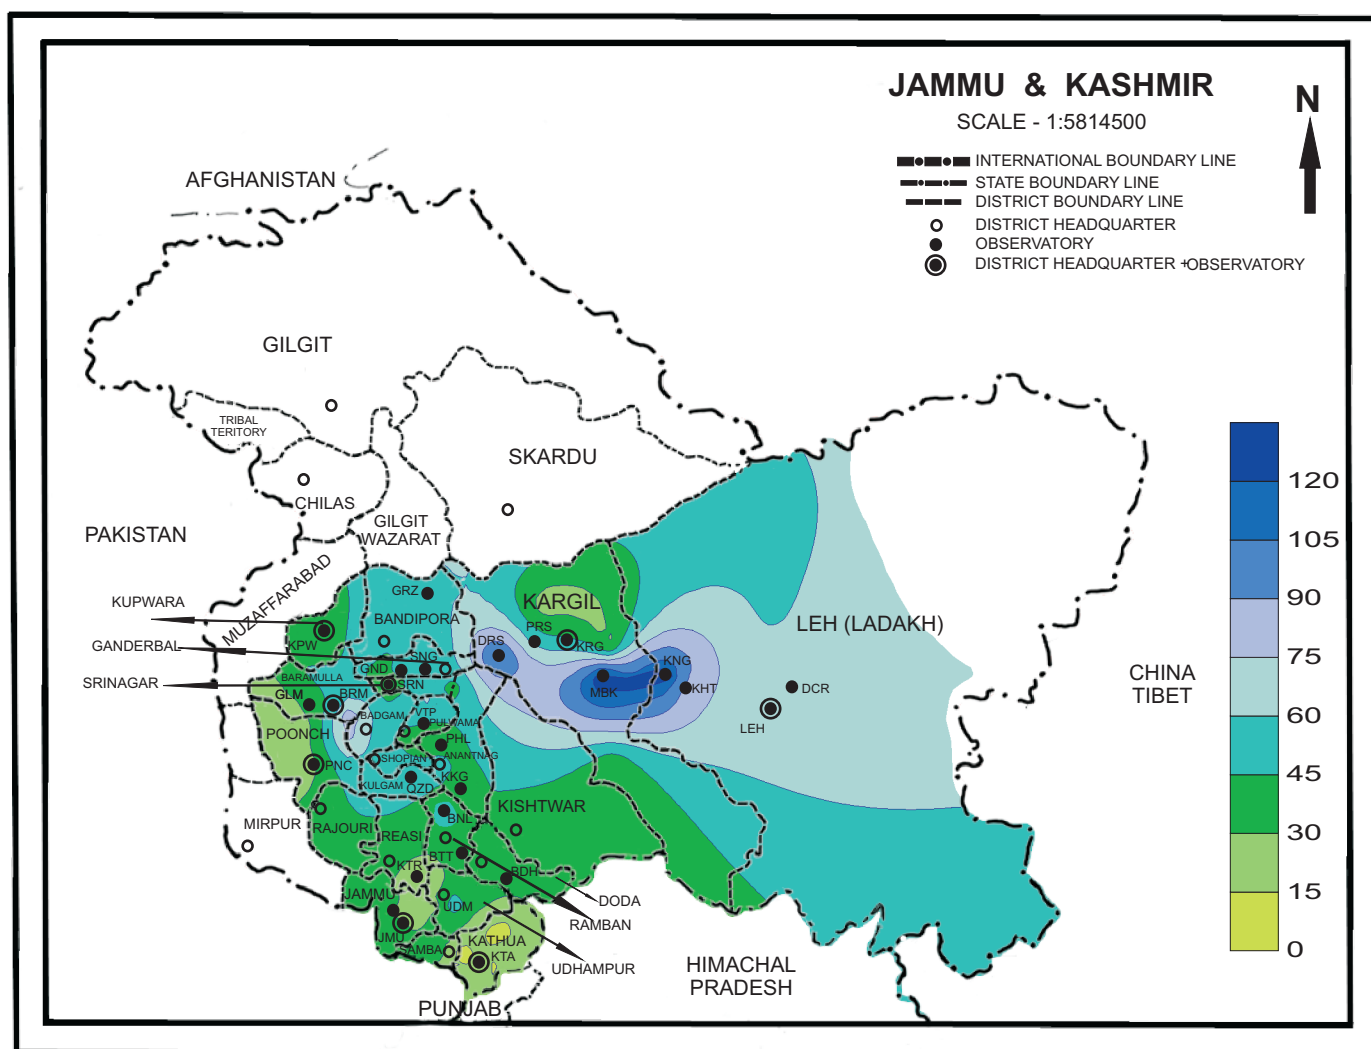 JAMMU & KASHMIR
SCALE - 1:5814500
N
INTERNATIONAL BOUNDARY LINE
STATE BOUNDARY LINE
DISTRICT BOUNDARY LINE
DISTRICT HEADQUARTER
OBSERVATORY
DISTRICT HEADQUARTER +OBSERVATORY
AFGHANISTAN
GILGIT
TRIBAL
TERITORY
SKARDU
CHILAS
GILGIT
WAZARAT
PAKISTAN
MUZAFFARABAD
KUPWARA
GANDERBAL
SRINAGAR
GRZ
BANDIPORA
KARGIL
LEH (LADAKH)
KPW
PRS
KRG
DRS
SNG
GND
SRN
BARAMULLA
GLM
BRM
KNG
KHT
MBK
DCR
LEH
CHINA
TIBET
BADGAM
VTP
PULWAMA
POONCH
PHL
PNC
SHOPIAN
ANANTNAG
KULGAM
QZD
KKG
KISHTWAR
MIRPUR
RAJOURI
REASI
BNL
BTT
KTR
BDH
JAMMU
UDM
DODA
RAMBAN
JMU
SAMBA
KATHUA
KTA
UDHAMPUR
HIMACHAL
PRADESH
PUNJAB
120
105
90
75
60
45
30
15
0